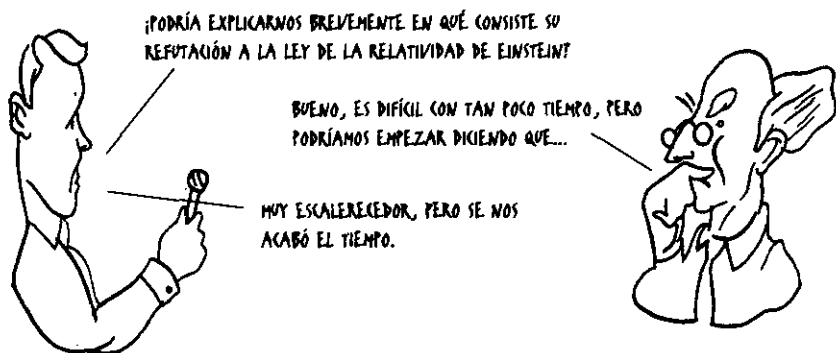 ¡PODRÍA EXPLICARNOS BREVEMENTE EN QUÉ CONSISTE SU
REFUTACIÓN A LA LEY DE LA RELATIVIDAD DE EINSTEIN?
BUENO, ES DIFÍCIL CON TAN POCO TIEMPO, PERO
PODRÍAMOS EMPEZAR DICIENDO QUE...
MUY ESCALERECEDOR, PERO SE NOS
ACABÓ EL TIEMPO.